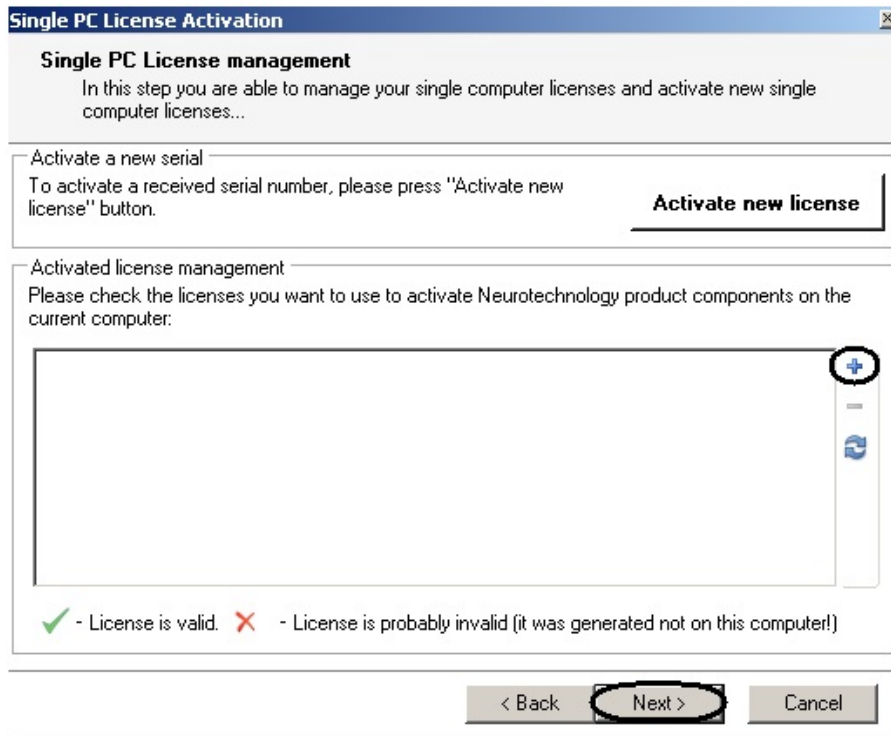 Single PC License Activation
Single PC License management
In this step you are able to manage your single computer licenses and activate new single
computer licenses...
Activate a new serial
To activate a received serial number, please press "Activate new
license" button.
Activate new license
Activated license management
Please check the licenses you want to use to activate Neurotechnology product components on the
current computer:
- License is valid. - License is probably invalid (it was generated not on this computer!)
< Back Next > Cancel